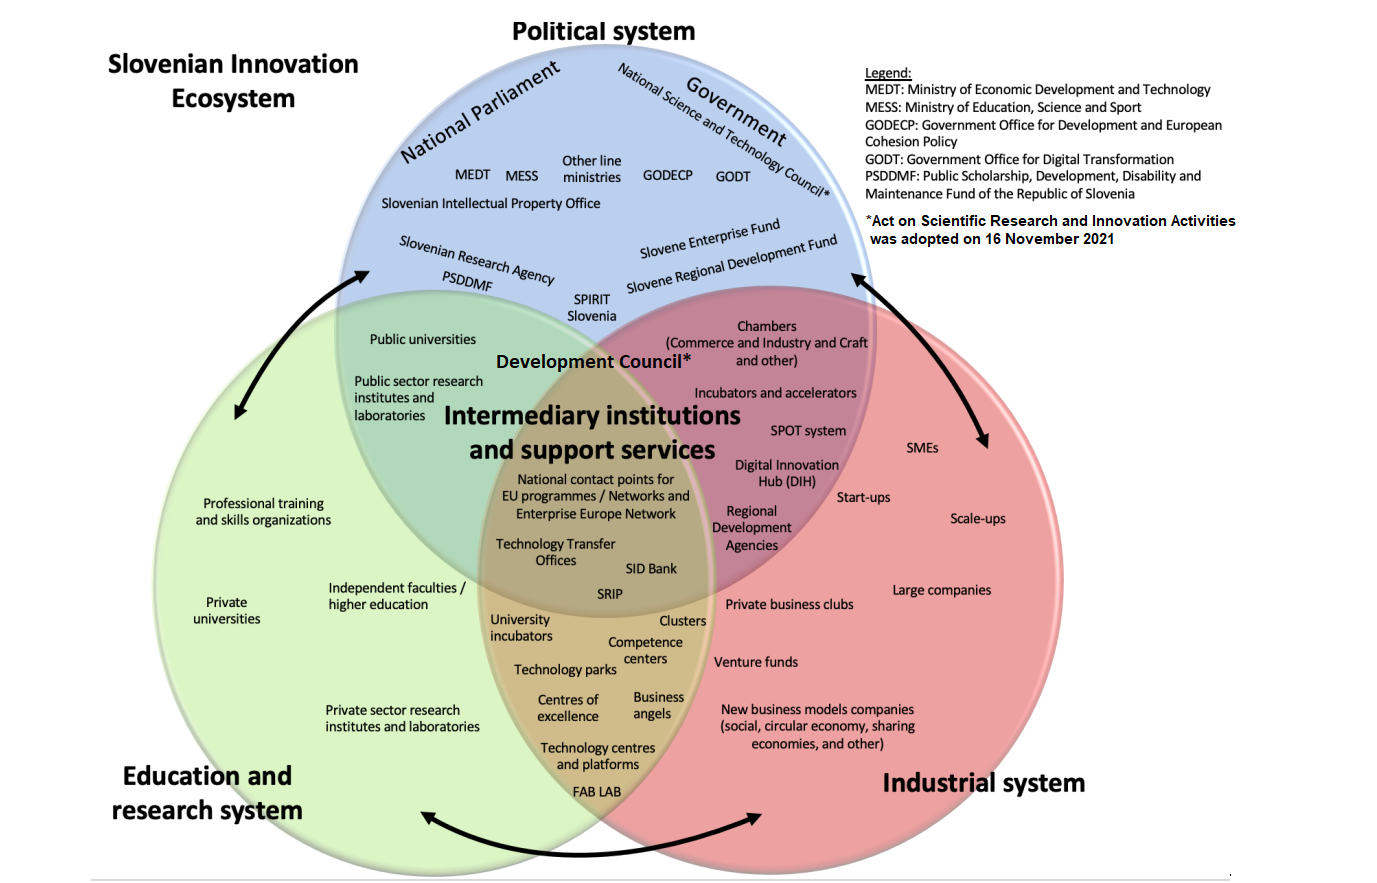 Political system
Slovenian Innovation
Ecosystem
National Parliament
Government
National Science and Technology Council*
Legend:
MEDT: Ministry of Economic Development and Technology
MESS: Ministry of Education, Science and Sport
GODECP: Government Office for Development and European
Cohesion Policy
GODT: Government Office for Digital Transformation
PSDDMF: Public Scholarship, Development, Disability and
Maintenance Fund of the Republic of Slovenia
*Act on Scientific Research and Innovation Activities
was adopted on 16 November 2021
MEDT
MESS
Other line
ministries
GODECP
GODT
Slovenian Intellectual Property Office
Slovenian Research Agency
PSDDMF
Slovene Enterprise Fund
Slovene Regional Development Fund
SPIRIT
Slovenia
Public universities
Public sector research
institutes and
laboratories
Development Council*
Chambers
(Commerce and Industry and Craft
and other)
Incubators and accelerators
SPOT system
Digital Innovation
Hub (DIH)
Regional
Development
Agencies
Intermediary institutions
and support services
National contact points for
EU programmes / Networks and
Enterprise Europe Network
Technology Transfer
Offices
SID Bank
SRIP
SMEs
Start-ups
Scale-ups
Large companies
Private business clubs
Venture funds
New business models companies
(social, circular economy, sharing
economies, and other)
Professional training
and skills organizations
Independent faculties /
higher education
Private
universities
Private sector research
institutes and laboratories
University
incubators
Clusters
Competence
centers
Technology parks
Centres of
excellence
Business
angels
Technology centres
and platforms
FAB LAB
Education and
research system
Industrial system